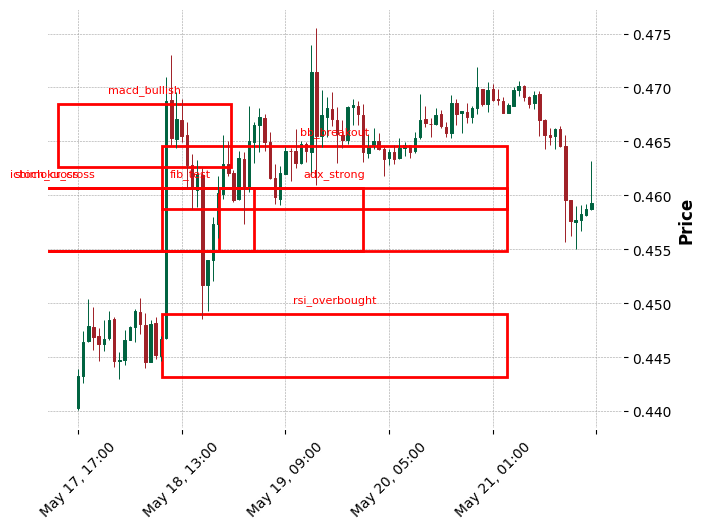 0.475
macd_bullish
0.470
bb_breakout
0.465
fib_test
adx_strong
0.460
Price
0.455
rsi_overbought
0.450
0.445
0.440
May 17, 17:00
May 18, 13:00
May 19, 09:00
May 20, 05:00
May 21, 01:00